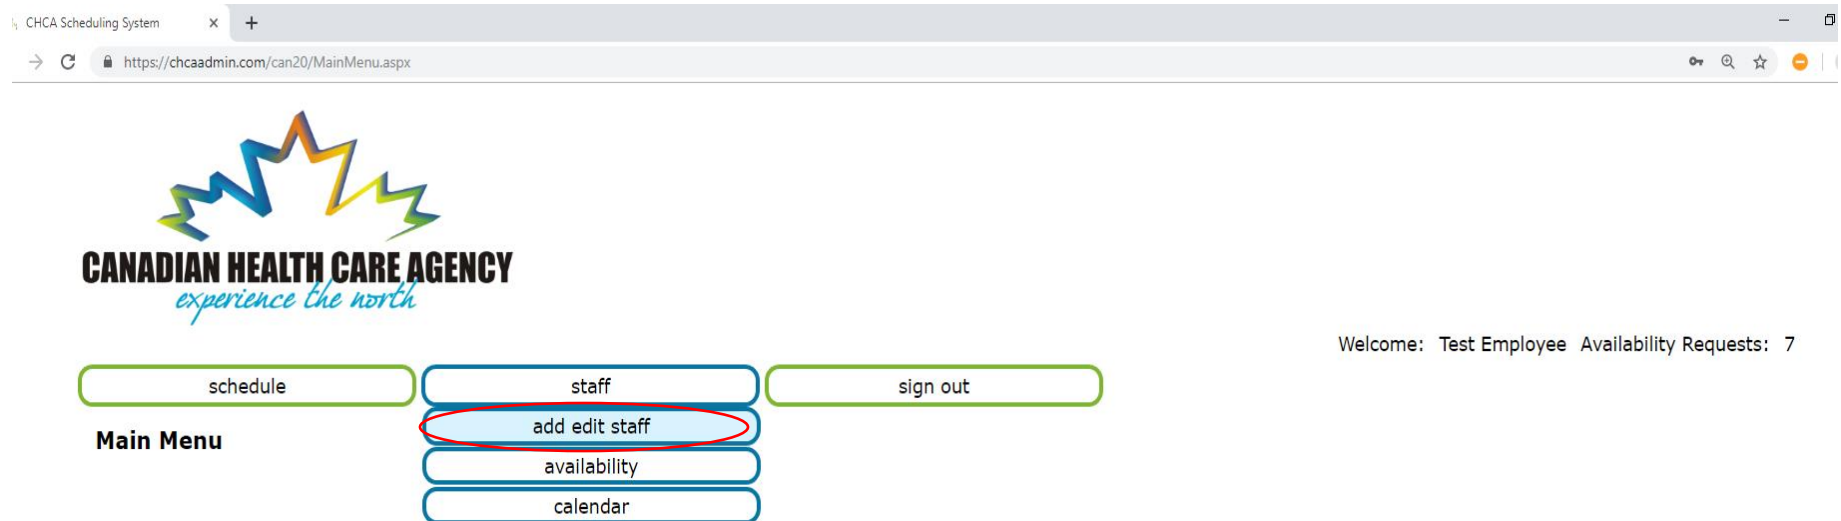 CHCA Scheduling System
https://chcaadmin.com/can20/MainMenu.aspx
CANADIAN HEALTH CARE AGENCY
experience the north
Welcome: Test Employee Availability Requests: 7
schedule staff sign out
add edit staff
Main Menu
availability
calendar